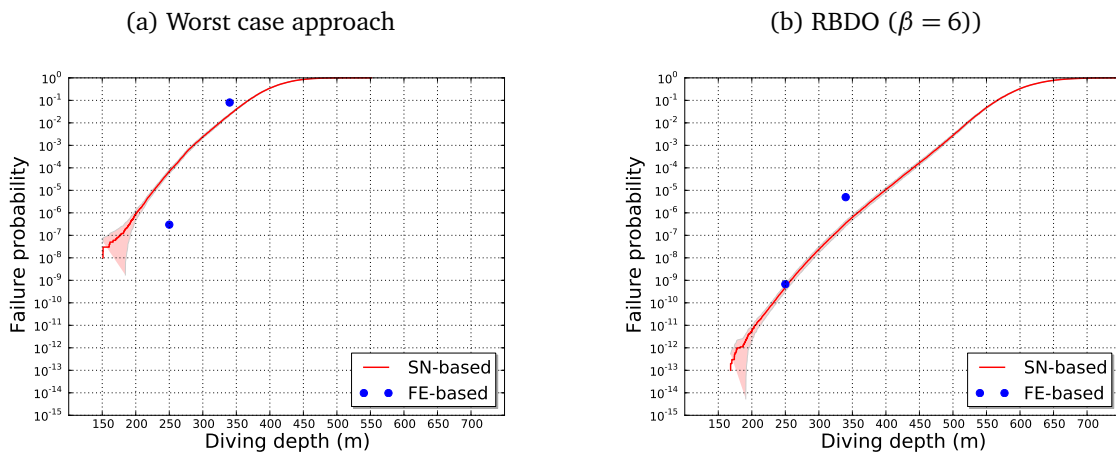 (a) Worst case approach
(b) RBDO (β = 6))
10^0
10^-1
10^-2
10^-3
10^-4
10^-5
10^-6
10^-7
10^-8
10^-9
10^-10
10^-11
10^-12
10^-13
10^-14
10^-15
Failure probability
150 200 250 300 350 400 450 500 550 600 650 700
Diving depth (m)
SN-based
FE-based
10^0
10^-1
10^-2
10^-3
10^-4
10^-5
10^-6
10^-7
10^-8
10^-9
10^-10
10^-11
10^-12
10^-13
10^-14
10^-15
Failure probability
150 200 250 300 350 400 450 500 550 600 650 700
Diving depth (m)
SN-based
FE-based